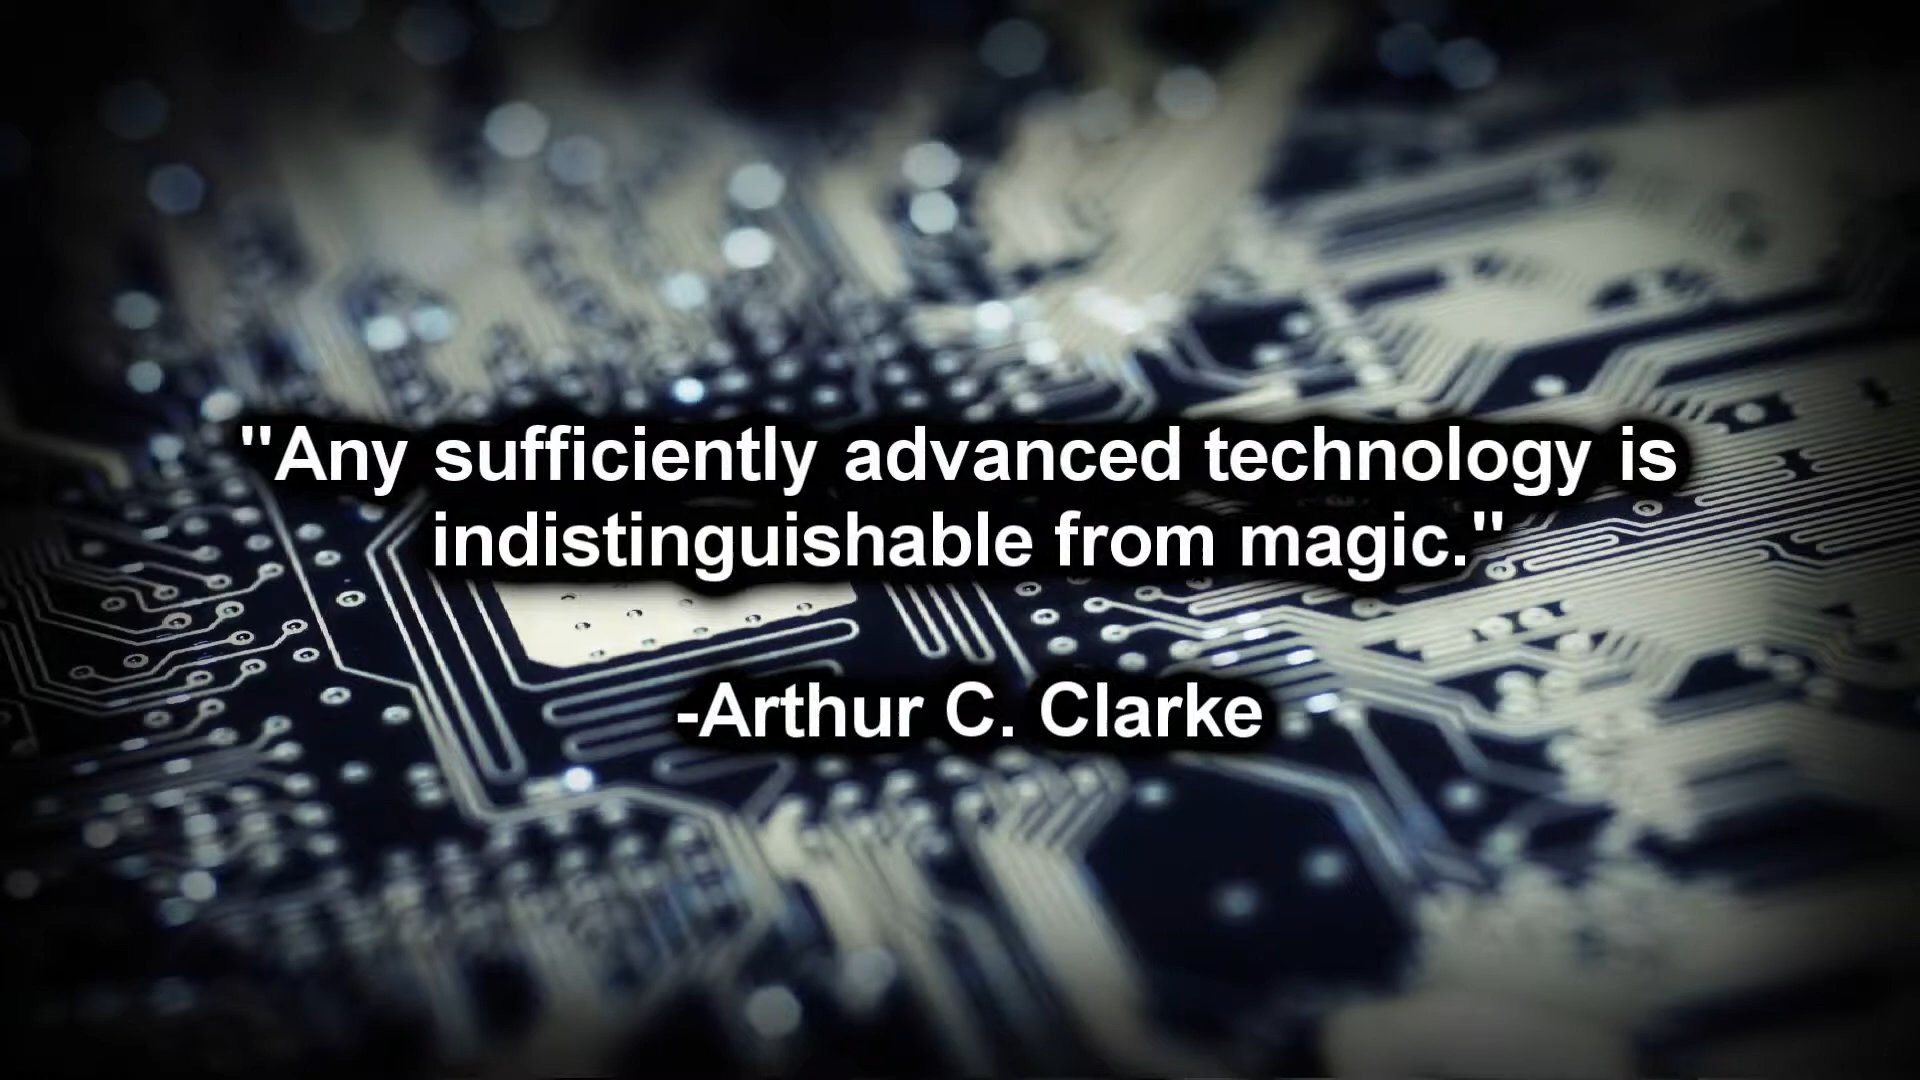 "Any sufficiently advanced technology is
indistinguishable from magic."
-Arthur C. Clarke